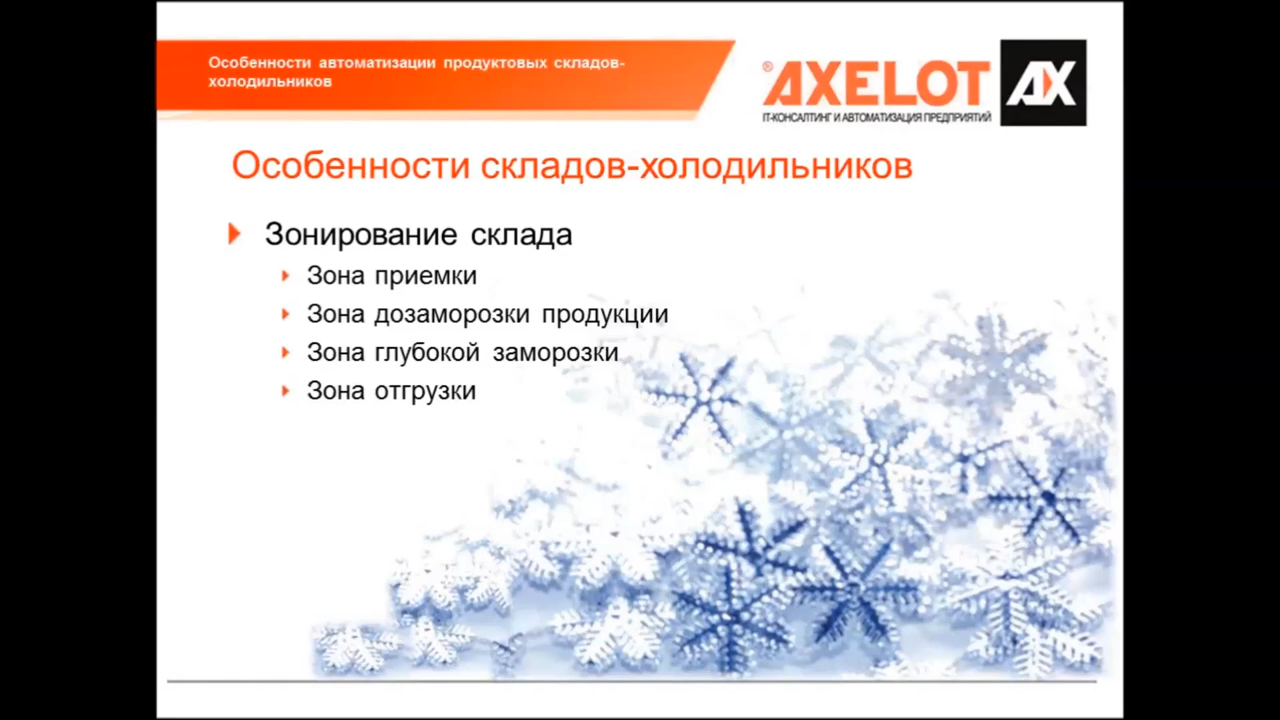 Особенности автоматизации продуктовых складов-
холодильников
® AXELOT AX
IT-КОНСАЛТИНГ И АВТОМАТИЗАЦИЯ ПРЕДПРИЯТИЙ
Особенности складов-холодильников
Зонирование склада
Зона приемки
Зона дозаморозки продукции
Зона глубокой заморозки
Зона отгрузки